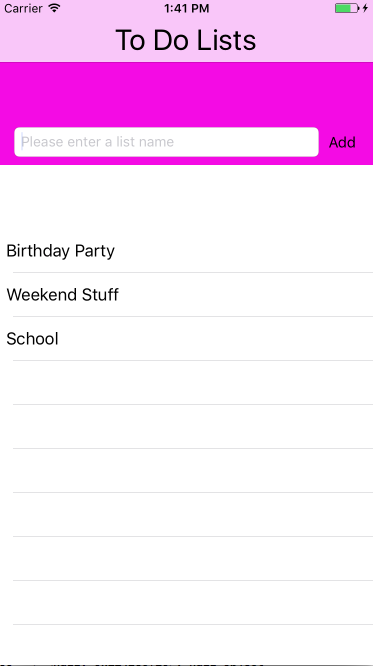 Carrier 1:41 PM
To Do Lists
Please enter a list name Add
Birthday Party
Weekend Stuff
School